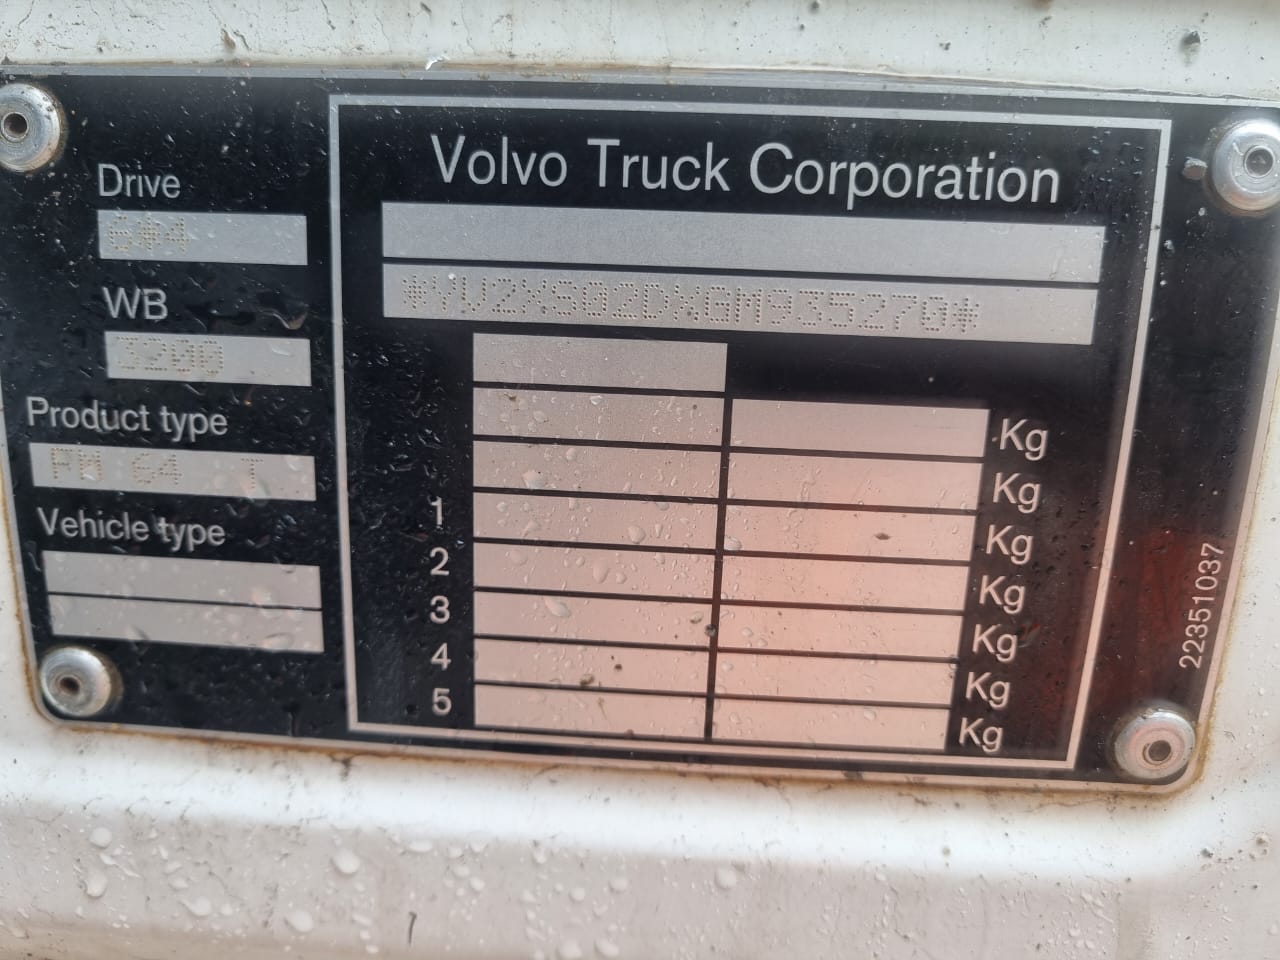 Volvo Truck Corporation
Drive
6*4
*YV2XS02DXGM935270*
WB
3200
Product type
FM 64 T
Vehicle type
Kg
Kg
1 Kg
2 Kg
3 Kg
4 Kg
5 Kg
22351037